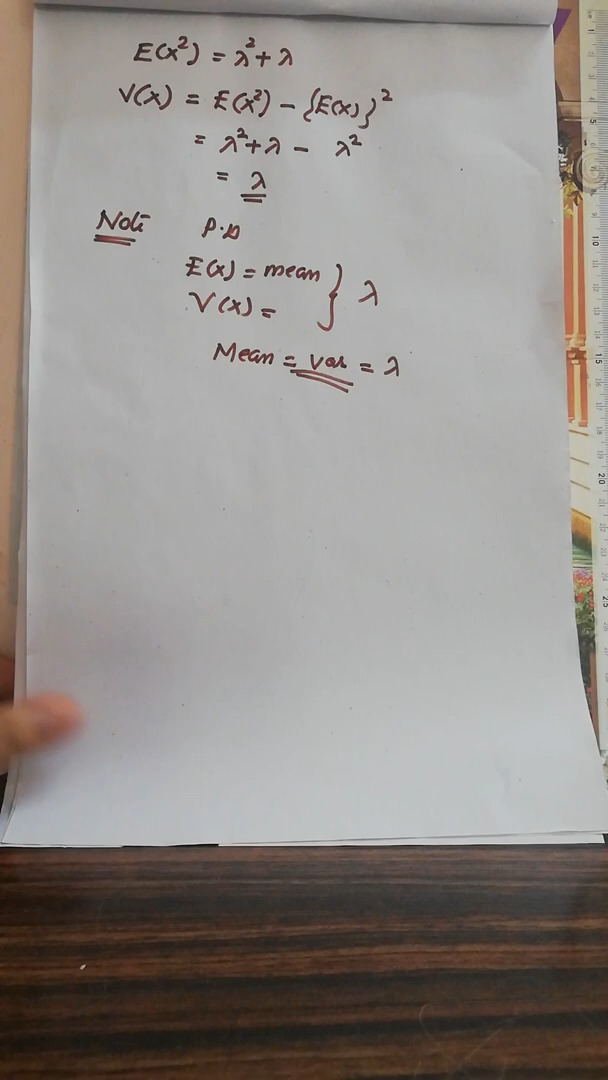 E(x²) = λ² + λ
V(x) = E(x²) - {E(x)}²
= λ² + λ - λ²
= λ
Note P.D
E(x) = mean } λ
V(x) =
Mean = var = λ